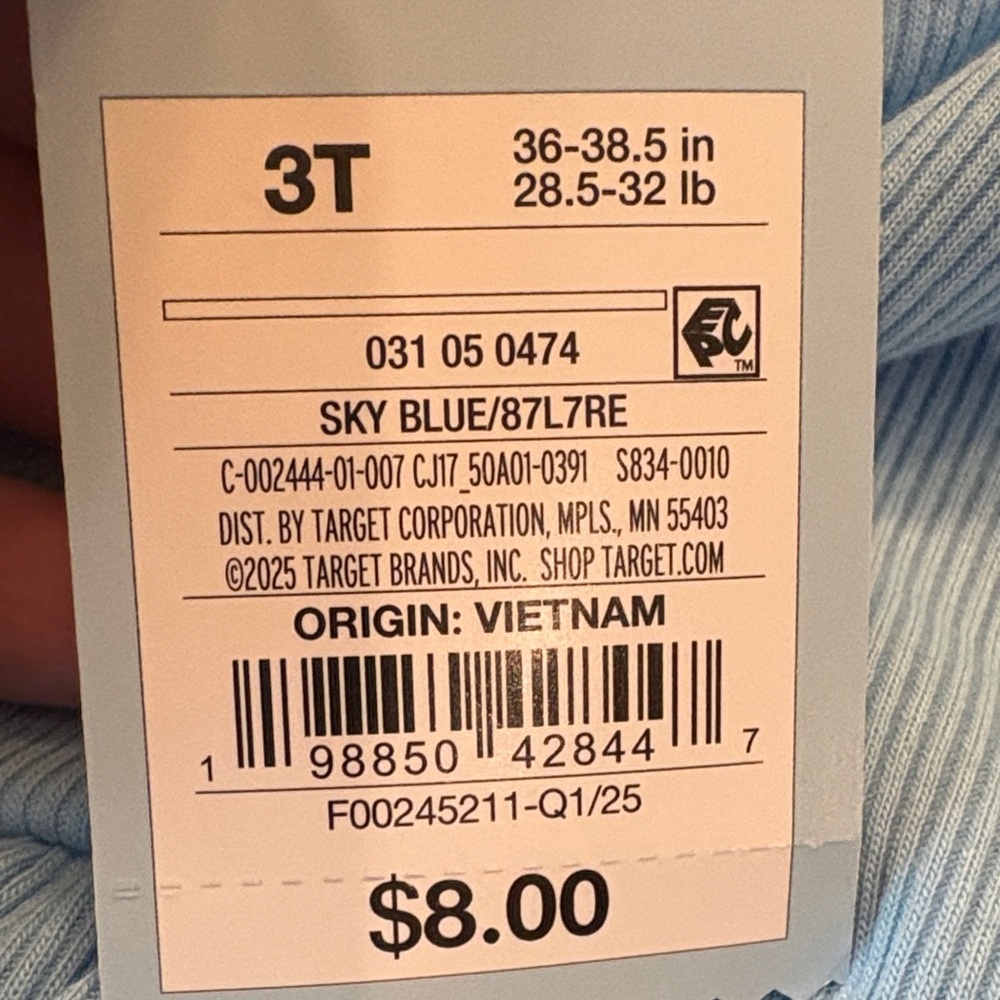 3T
36-38.5 in
28.5-32 lb
031 05 0474
EPC
TM
SKY BLUE/87L7RE
C-002444-01-007 CJ17_50A01-0391 S834-0010
DIST. BY TARGET CORPORATION, MPLS., MN 55403
©2025 TARGET BRANDS, INC. SHOP TARGET.COM
ORIGIN: VIETNAM
1 98850 42844 7
F00245211-Q1/25
$8.00